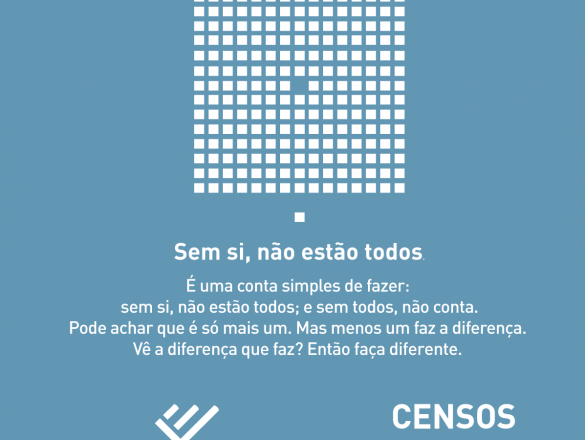 Sem si, não estão todos.
É uma conta simples de fazer:
sem si, não estão todos; e sem todos, não conta.
Pode achar que é só mais um. Mas menos um faz a diferença.
Vê a diferença que faz? Então faça diferente.
CENSOS